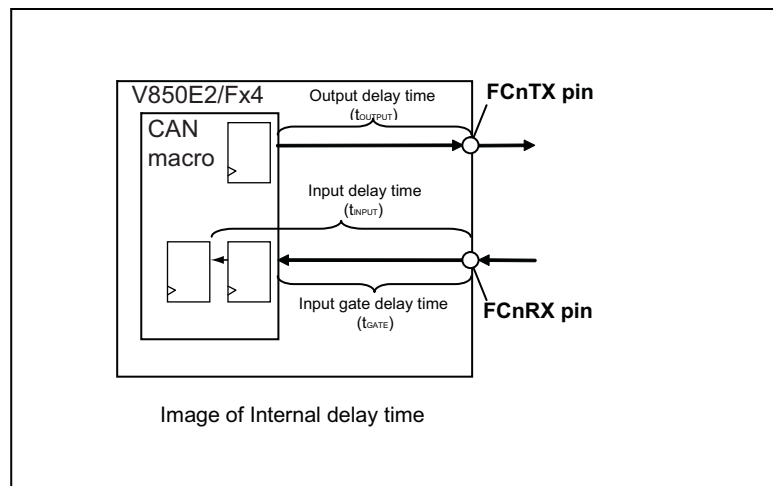 V850E2/Fx4
Output delay time
(tOUTPUT)
FCnTX pin
CAN
macro
Input delay time
(tINPUT)
Input gate delay time
(tGATE)
FCnRX pin
Image of Internal delay time